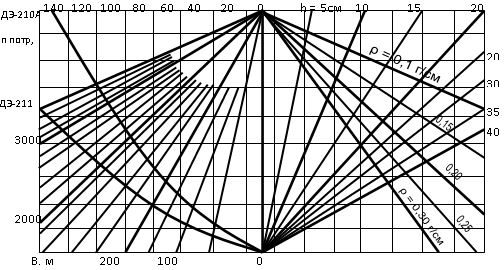 ДЭ-210А 140 120 100 80 60 40 20 0 h = 5см 10 15 20
п потр,
ρ = 0,1 г/см
20
30
ДЭ-211
35
0,15
40
3000
0,20
ρ = 0,30 г/см
0,25
2000
В. м 200 100 0